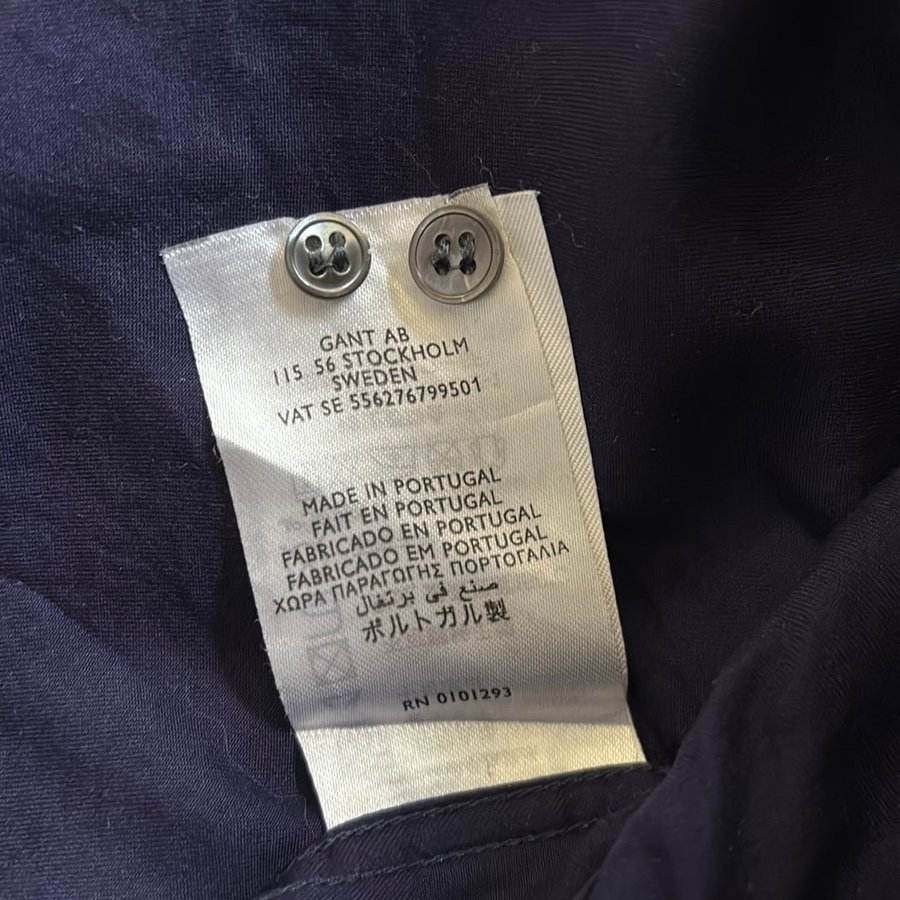 GANT AB
115 56 STOCKHOLM
SWEDEN
VAT SE 556276799501
MADE IN PORTUGAL
FAIT EN PORTUGAL
FABRICADO EN PORTUGAL
FABRICADO EM PORTUGAL
ΧΩΡΑ ΠΑΡΑΓΩΓΗΣ ΠΟΡΤΟΓΑΛΙΑ
صنع في برتغال
ポルトガル製
RN 0101293